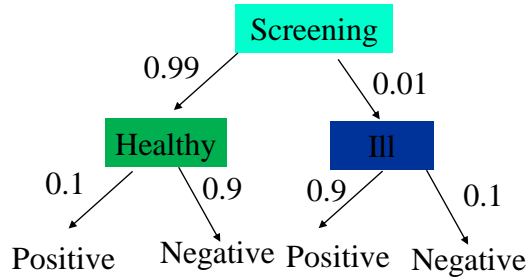 Screening
0.99
0.01
Healthy
Ill
0.1
0.9
0.9
0.1
Positive
Negative
Positive
Negative